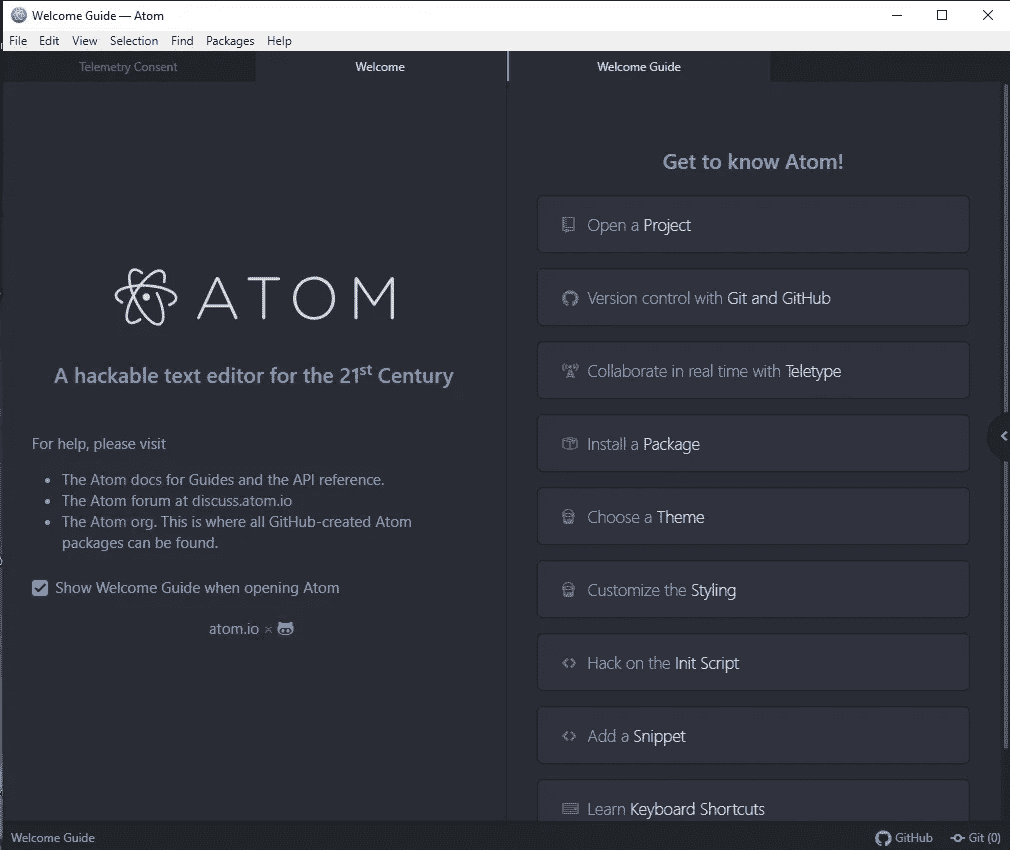 Welcome Guide — Atom
File Edit View Selection Find Packages Help
Telemetry Consent
Welcome
Welcome Guide
ATOM
A hackable text editor for the 21st Century
For help, please visit
• The Atom docs for Guides and the API reference.
• The Atom forum at discuss.atom.io
• The Atom org. This is where all GitHub-created Atom
packages can be found.
Show Welcome Guide when opening Atom
atom.io ×
Get to know Atom!
Open a Project
Version control with Git and GitHub
Collaborate in real time with Teletype
Install a Package
Choose a Theme
Customize the Styling
Hack on the Init Script
Add a Snippet
Learn Keyboard Shortcuts
Welcome Guide
GitHub
Git (0)